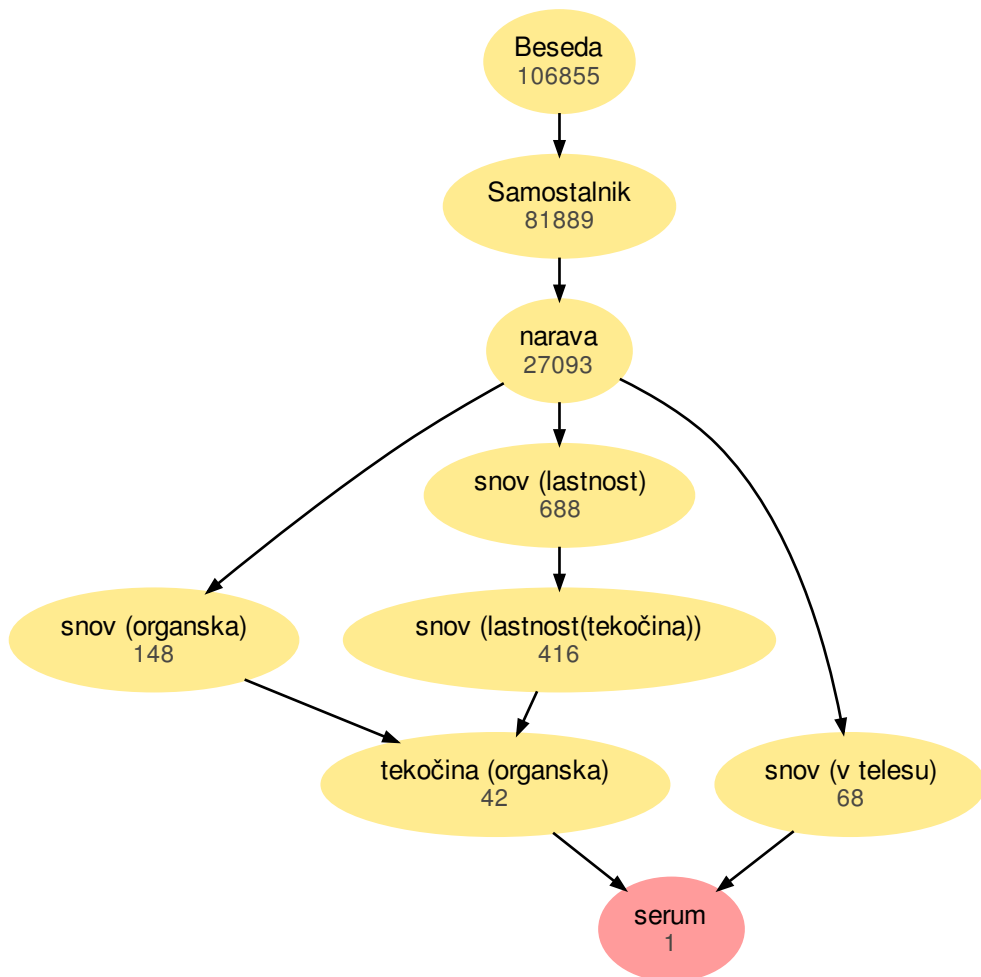 Beseda
106855
Samostalnik
81889
narava
27093
snov (lastnost)
688
snov (organska)
148
snov (lastnost(tekočina))
416
tekočina (organska)
42
snov (v telesu)
68
serum
1